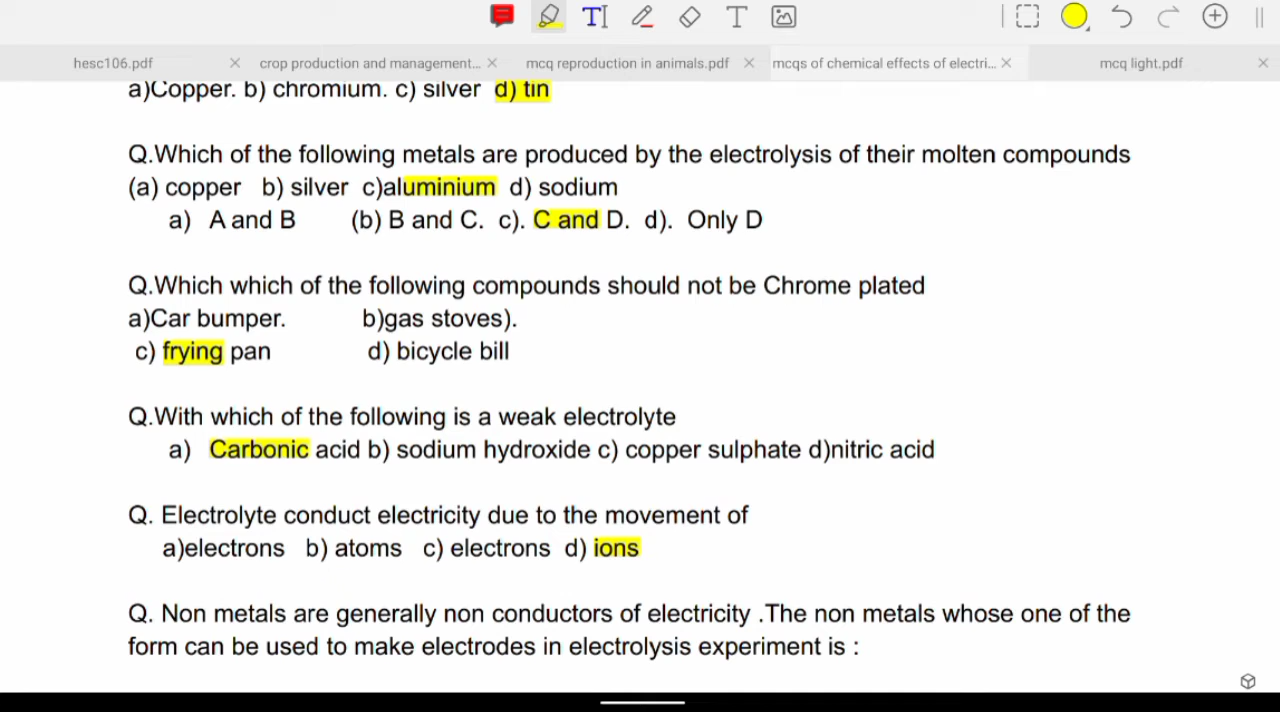 hesc106.pdf × crop production and management... × mcq reproduction in animals.pdf × mcqs of chemical effects of electri... × mcq light.pdf ×
a)Copper. b) chromium. c) silver d) tin
Q.Which of the following metals are produced by the electrolysis of their molten compounds
(a) copper b) silver c)aluminium d) sodium
a) A and B (b) B and C. c). C and D. d). Only D
Q.Which which of the following compounds should not be Chrome plated
a)Car bumper. b)gas stoves).
c) frying pan d) bicycle bill
Q.With which of the following is a weak electrolyte
a) Carbonic acid b) sodium hydroxide c) copper sulphate d)nitric acid
Q. Electrolyte conduct electricity due to the movement of
a)electrons b) atoms c) electrons d) ions
Q. Non metals are generally non conductors of electricity .The non metals whose one of the
form can be used to make electrodes in electrolysis experiment is :